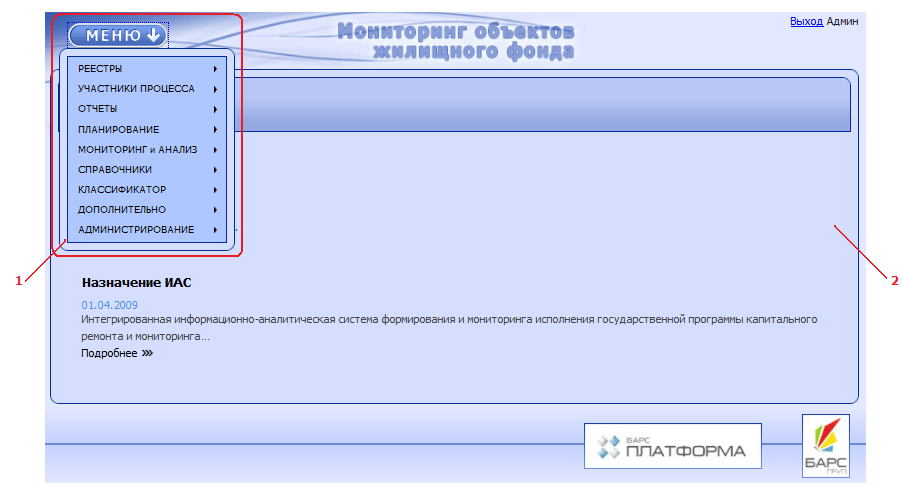 МЕНЮ
Мониторинг объектов
жилищного фонда
Выход Админ
РЕЕСТРЫ
УЧАСТНИКИ ПРОЦЕССА
ОТЧЕТЫ
ПЛАНИРОВАНИЕ
МОНИТОРИНГ и АНАЛИЗ
СПРАВОЧНИКИ
КЛАССИФИКАТОР
ДОПОЛНИТЕЛЬНО
АДМИНИСТРИРОВАНИЕ
1
2
Назначение ИАС
01.04.2009
Интегрированная информационно-аналитическая система формирования и мониторинга исполнения государственной программы капитального
ремонта и мониторинга...
Подробнее »»
БАРС
ПЛАТФОРМА
БАРС
ГРУП